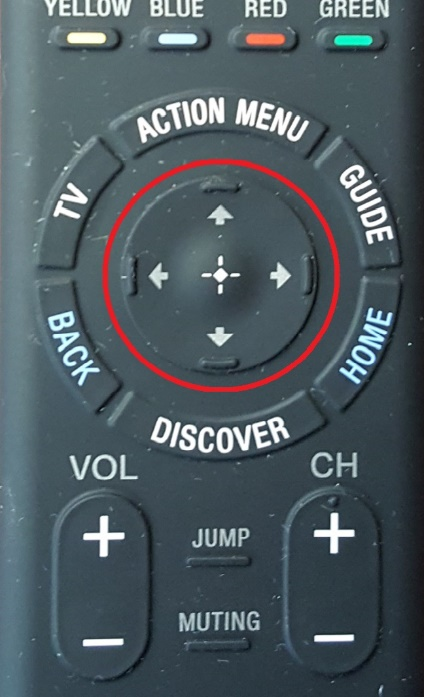 YELLOW BLUE RED GREEN
ACTION MENU
TV
GUIDE
BACK
HOME
DISCOVER
VOL
CH
+
+
JUMP
MUTING
−
−